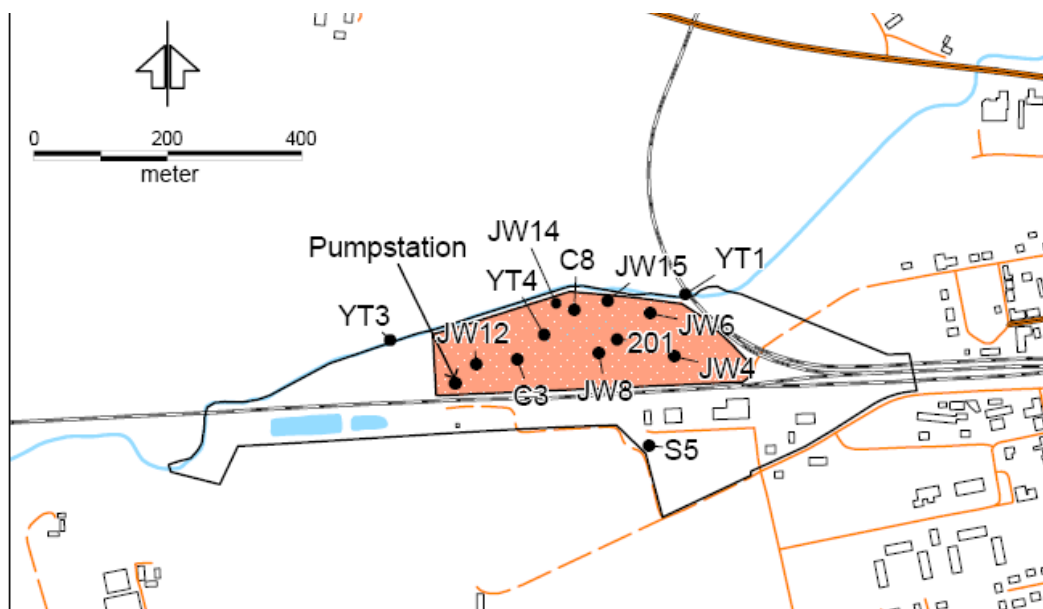 0 200 400
meter
JW14
C8
Pumpstation
YT4
JW15
YT1
YT3
JW12
JW6
201
C3
JW8
JW4
S5